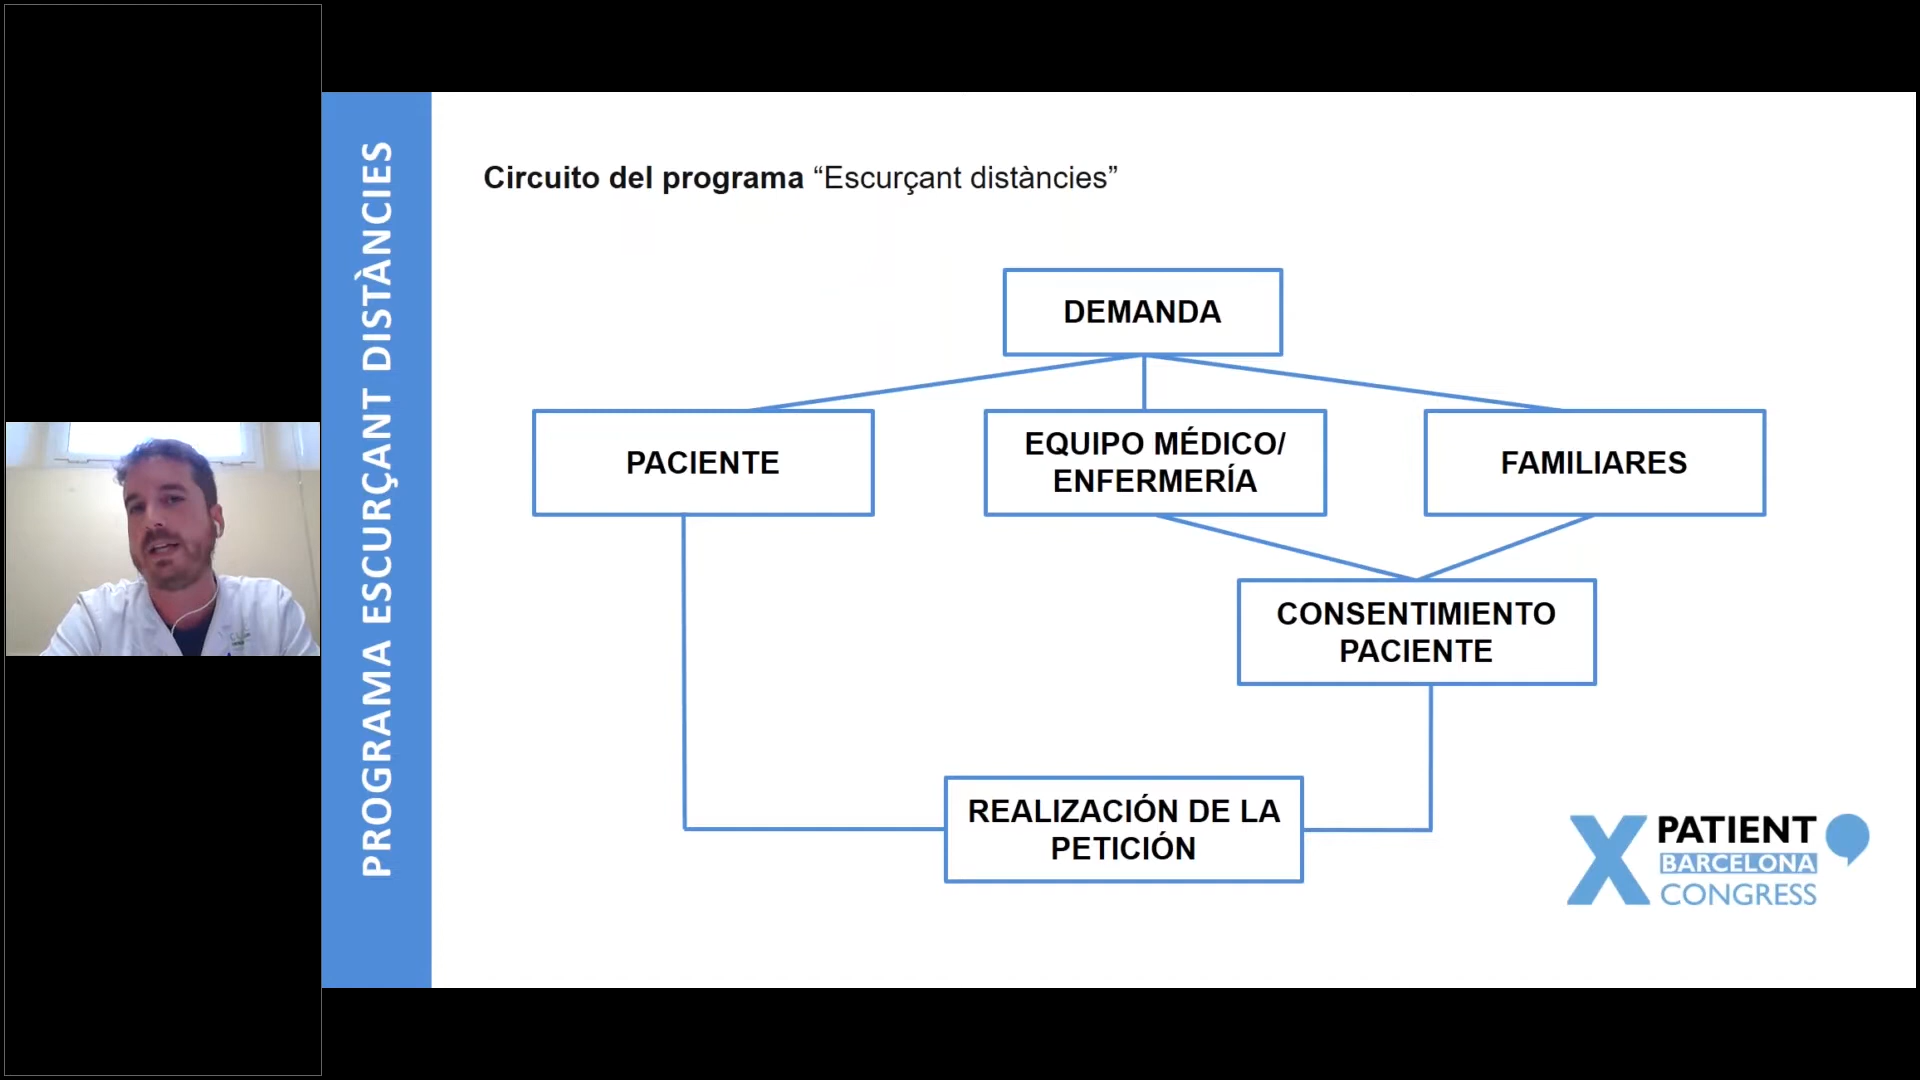 PROGRAMA ESCURÇANT DISTÀNCIES
Circuito del programa “Escurçant distàncies”
DEMANDA
PACIENTE
EQUIPO MÉDICO/
ENFERMERÍA
FAMILIARES
CONSENTIMIENTO
PACIENTE
REALIZACIÓN DE LA
PETICIÓN
X PATIENT
BARCELONA
CONGRESS